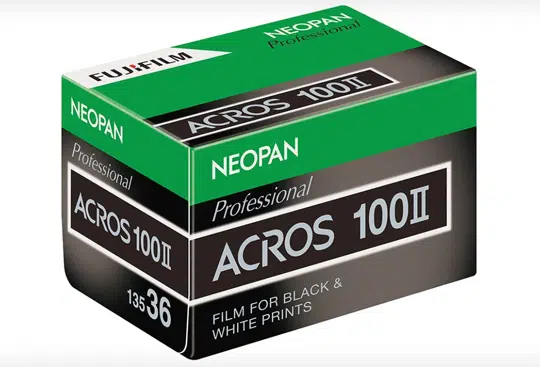 FUJIFILM
NEOPAN
Professional
ACROS 100II
NEOPAN
Professional
ACROS 100II
135 36
NEOPAN
Professional
ACROS 100II
FILM FOR BLACK &
WHITE PRINTS